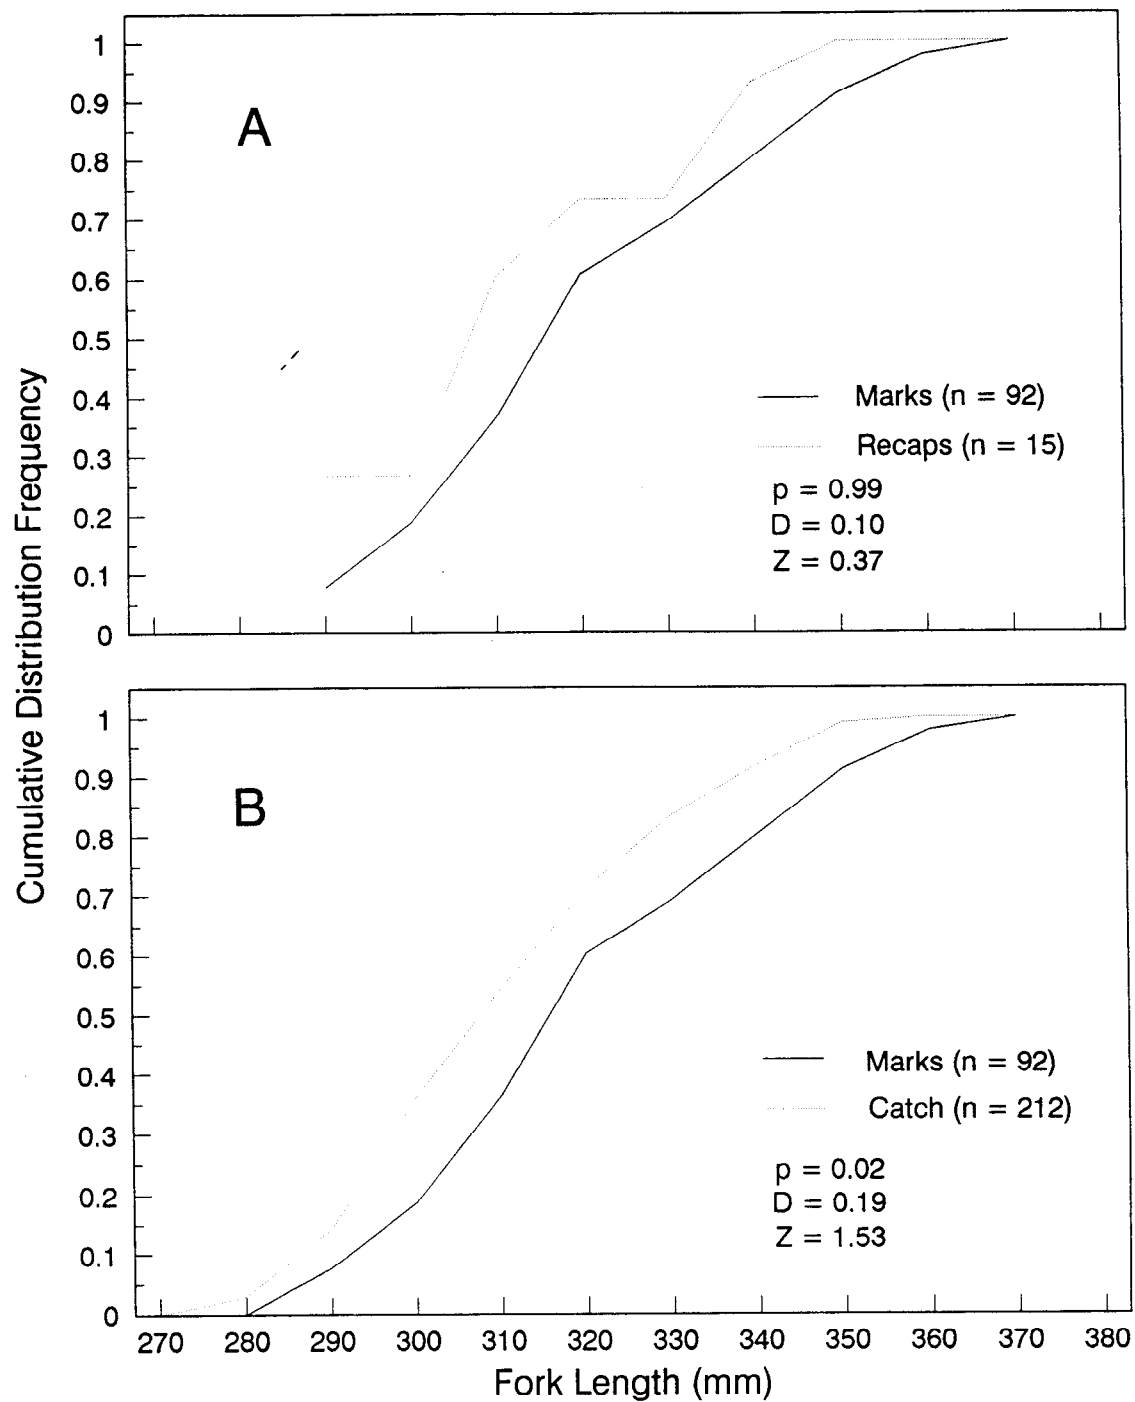 Cumulative Distribution Frequency
A
1
0.9
0.8
0.7
0.6
0.5
0.4
0.3
0.2
0.1
0
Marks (n = 92)
Recaps (n = 15)
p = 0.99
D = 0.10
Z = 0.37
B
1
0.9
0.8
0.7
0.6
0.5
0.4
0.3
0.2
0.1
0
Marks (n = 92)
Catch (n = 212)
p = 0.02
D = 0.19
Z = 1.53
270 280 290 300 310 320 330 340 350 360 370 380
Fork Length (mm)